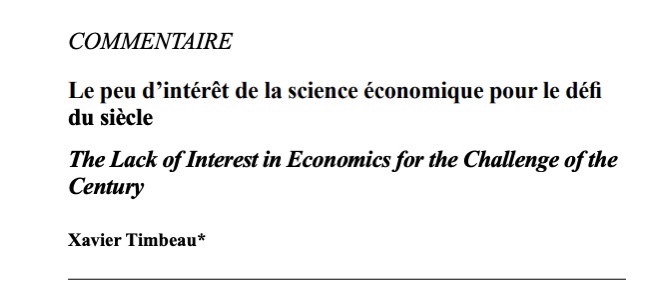 COMMENTAIRE
Le peu d’intérêt de la science économique pour le défi
du siècle
The Lack of Interest in Economics for the Challenge of the
Century
Xavier Timbeau*